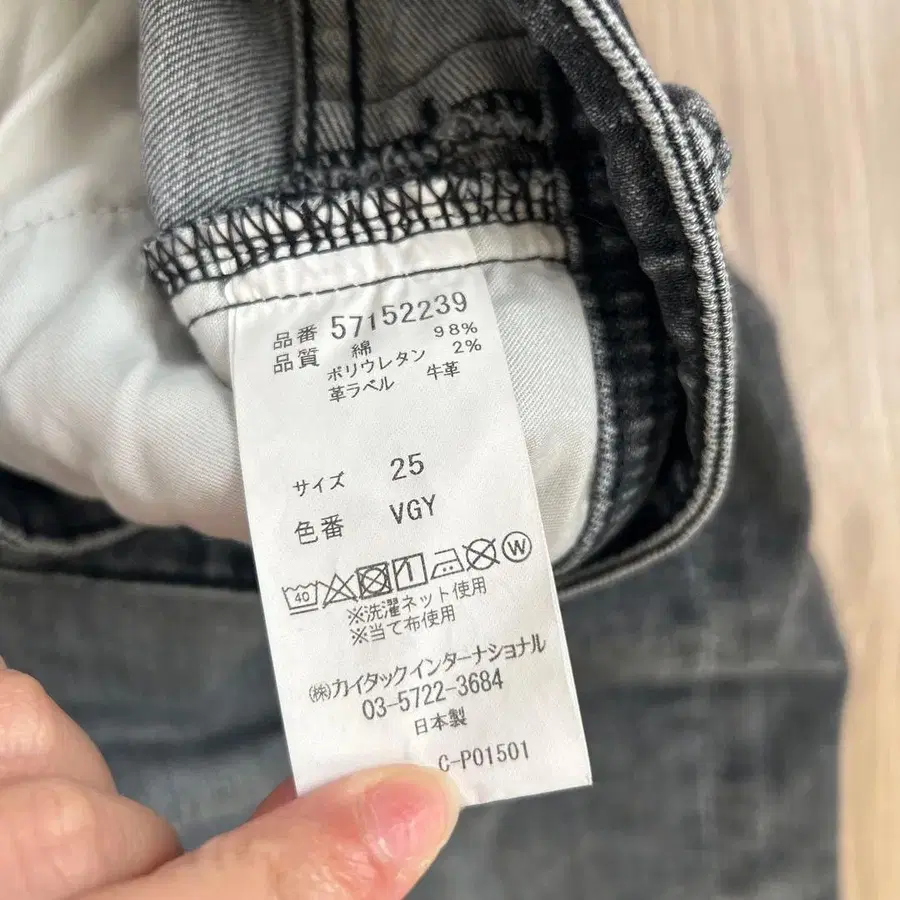 品番 57152239
品質 綿 98%
ポリウレタン 2%
革ラベル 牛革
サイズ 25
色番 VGY
40 W
※洗濯ネット使用
※当て布使用
㈱カイタックインターナショナル
03-5722-3684
日本製
C-P01501